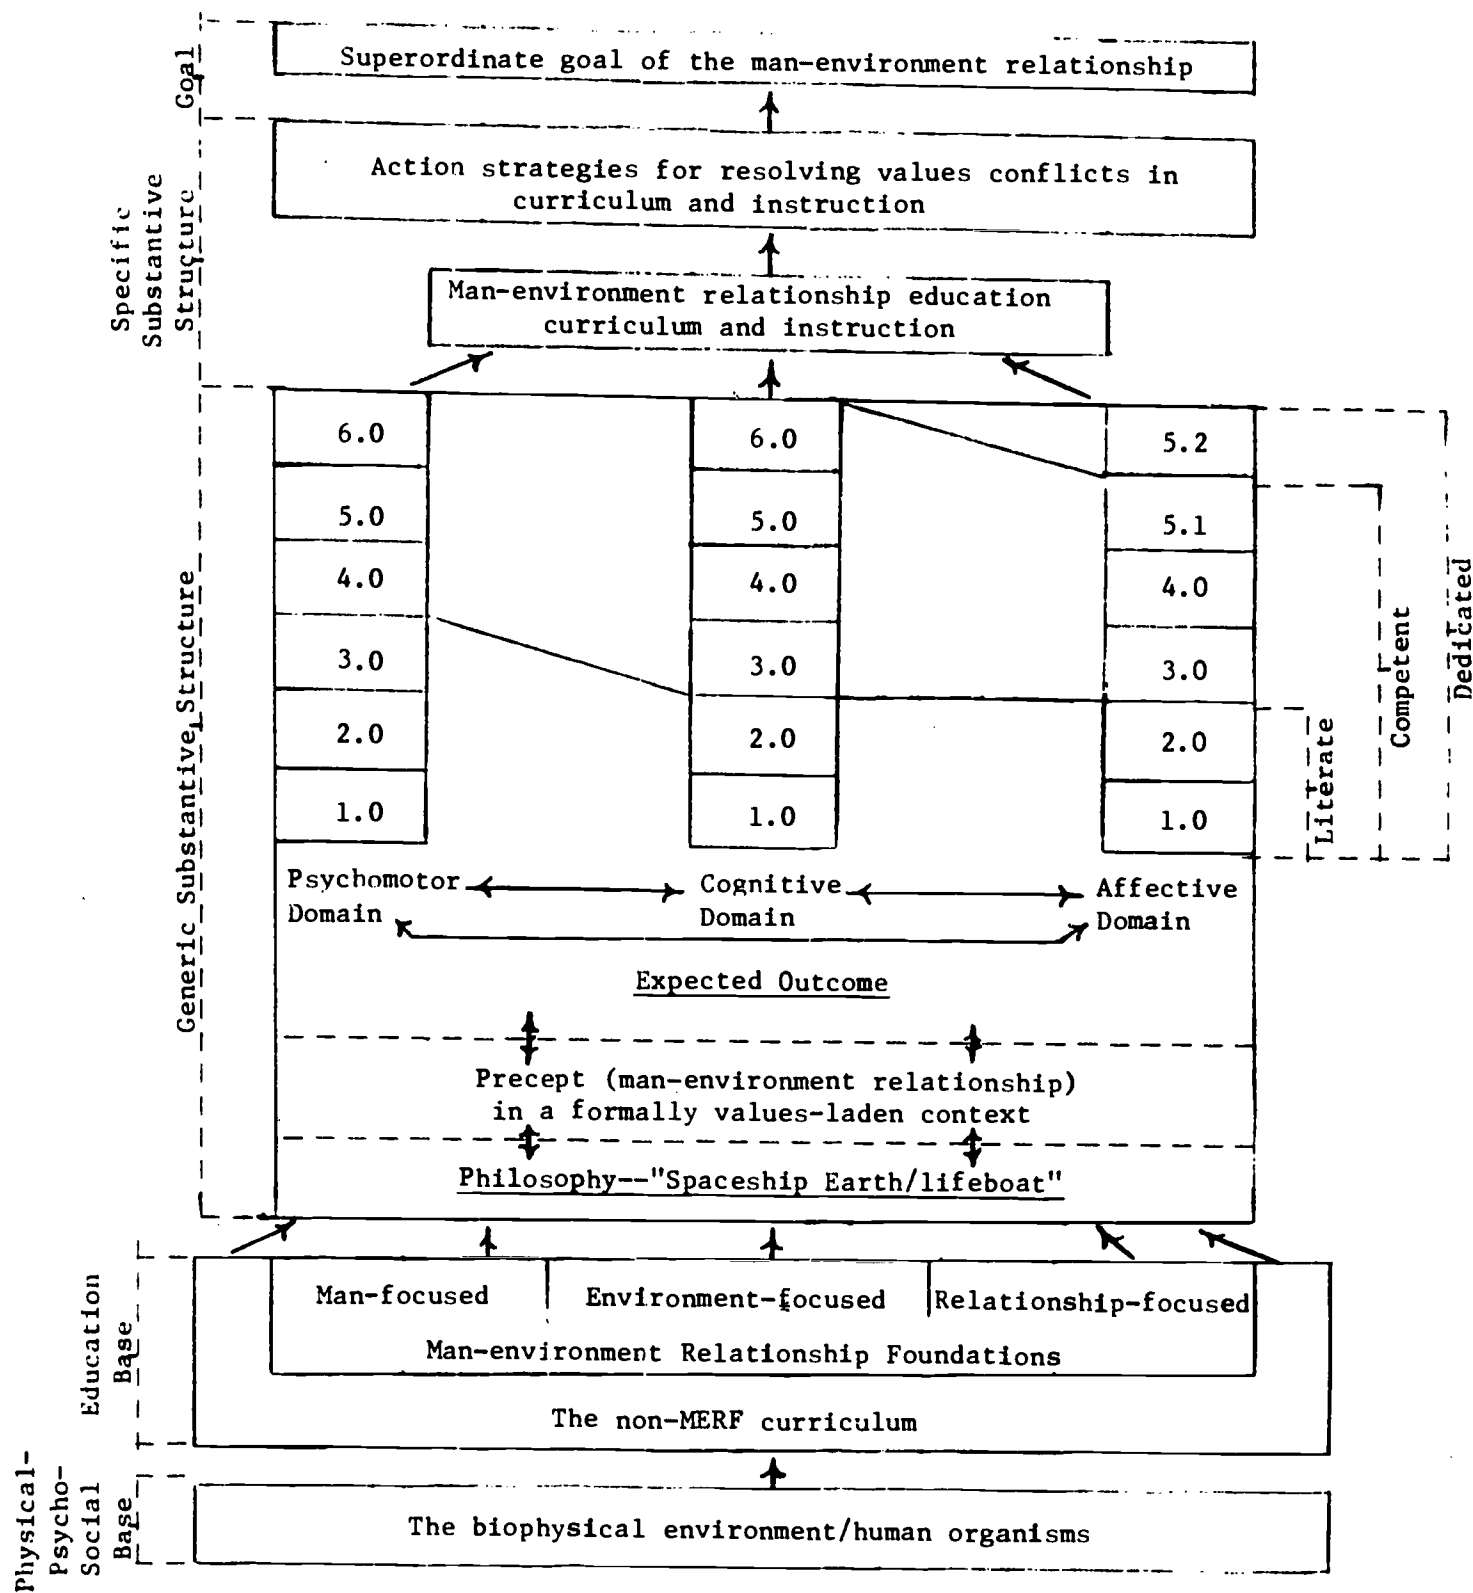 Goal
Superordinate goal of the man-environment relationship
Specific
Substantive
Structure
Action strategies for resolving values conflicts in
curriculum and instruction
Man-environment relationship education
curriculum and instruction
Generic Substantive Structure
6.0
5.0
4.0
3.0
2.0
1.0
6.0
5.0
4.0
3.0
2.0
1.0
5.2
5.1
4.0
3.0
2.0
1.0
Literate
Competent
Dedicated
Psychomotor
Domain
Cognitive
Domain
Affective
Domain
Expected Outcome
Precept (man-environment relationship)
in a formally values-laden context
Philosophy--"Spaceship Earth/lifeboat"
Education
Base
Man-focused
Environment-focused
Relationship-focused
Man-environment Relationship Foundations
The non-MERF curriculum
Physical-
Psycho-
Social
Base
The biophysical environment/human organisms